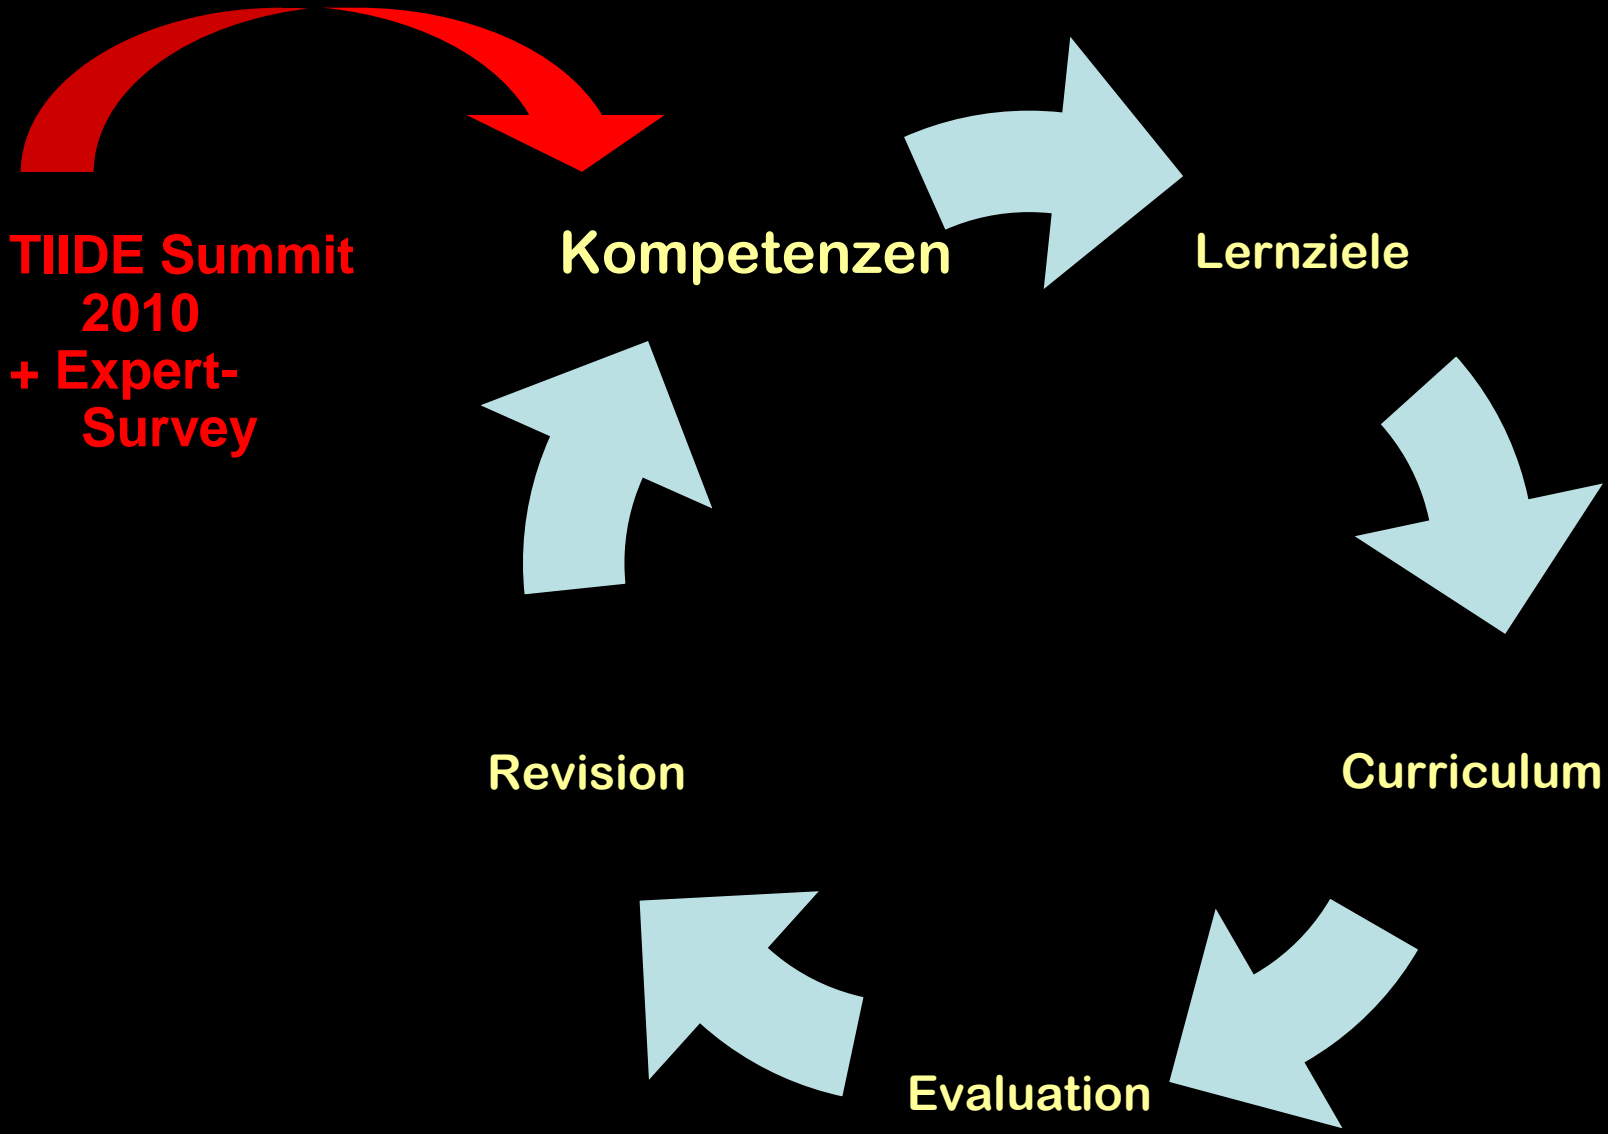 TIIDE Summit
2010
+ Expert-
Survey
Kompetenzen
Lernziele
Curriculum
Evaluation
Revision